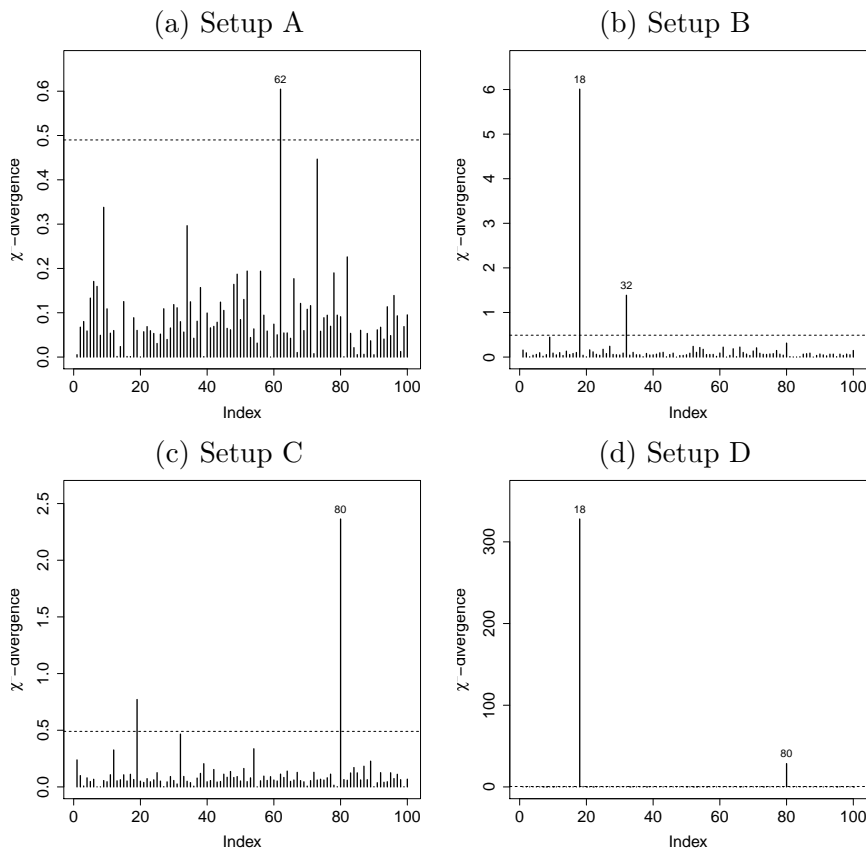 (a) Setup A
62
χ −divergence
0.0 0.1 0.2 0.3 0.4 0.5 0.6
0 20 40 60 80 100
Index
(b) Setup B
18
32
χ −divergence
0 1 2 3 4 5 6
0 20 40 60 80 100
Index
(c) Setup C
80
χ −divergence
0.0 0.5 1.0 1.5 2.0 2.5
0 20 40 60 80 100
Index
(d) Setup D
18
80
χ −divergence
0 100 200 300
0 20 40 60 80 100
Index